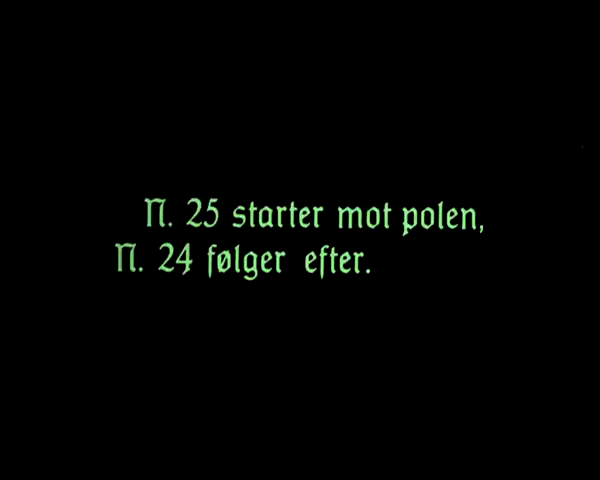 N. 25 starter mot polen,
N. 24 følger efter.